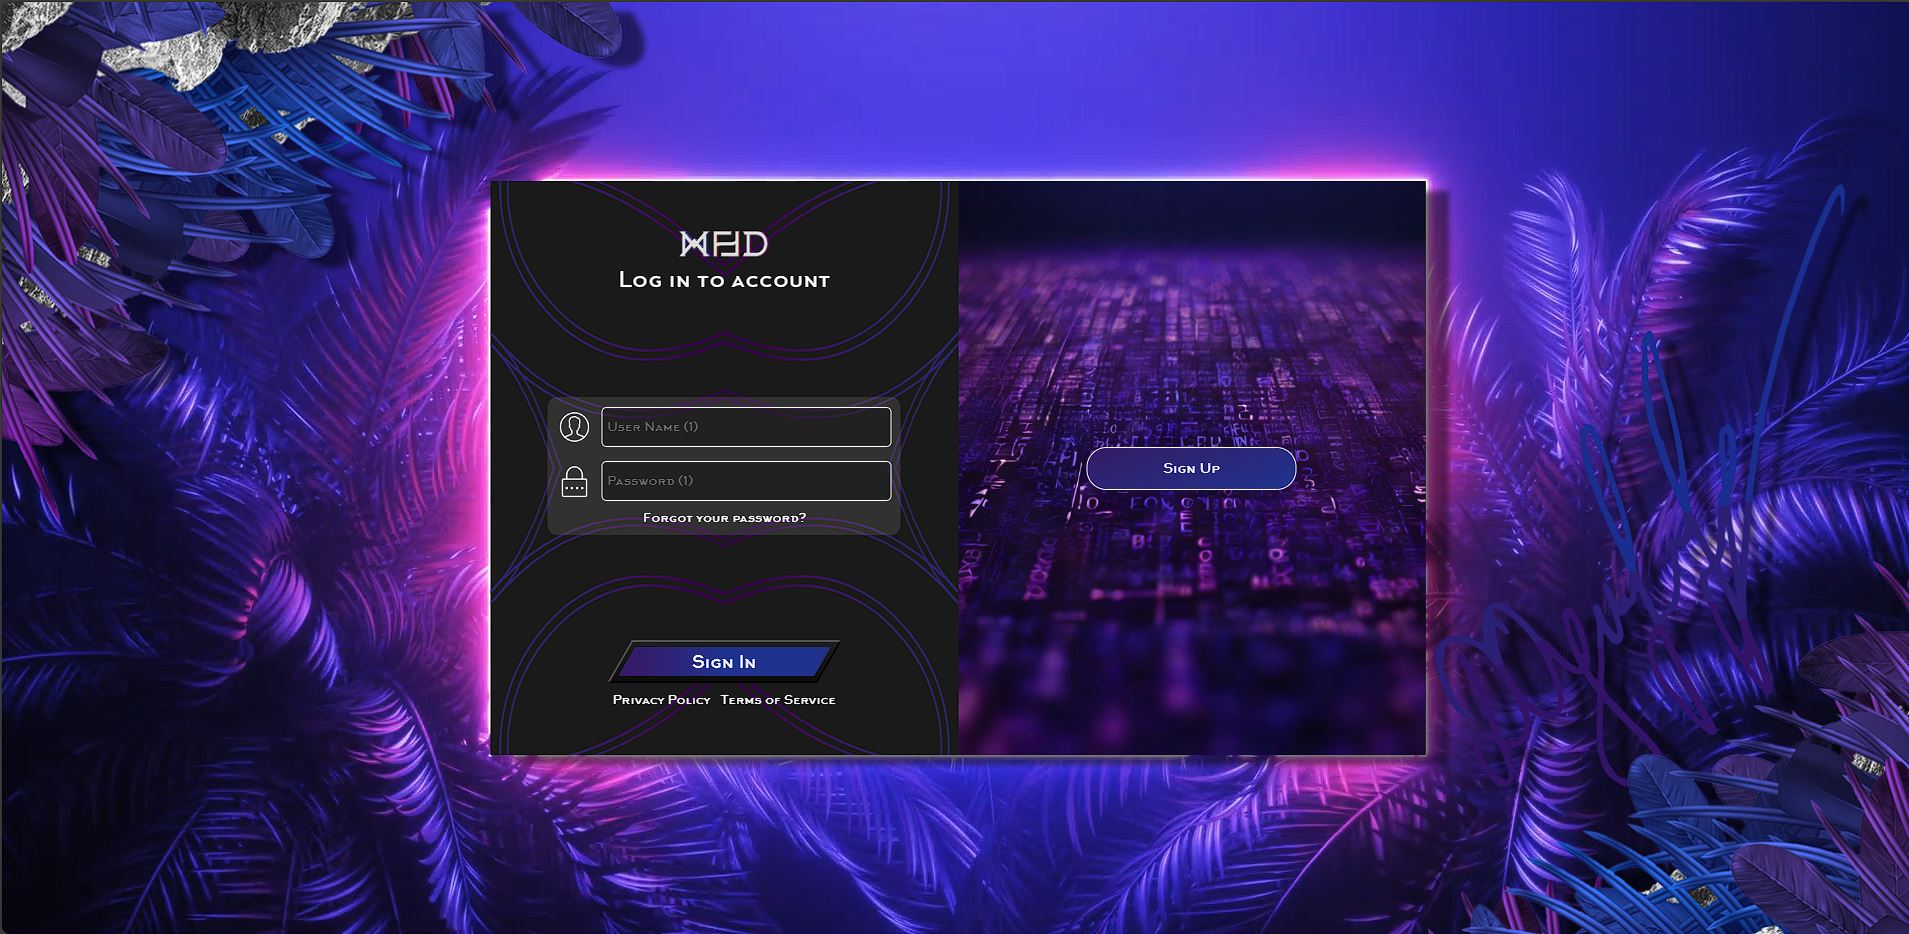 Log in to account
User Name (1)
Password (1)
Forgot your password?
Sign In
Privacy Policy Terms of Service
Sign Up